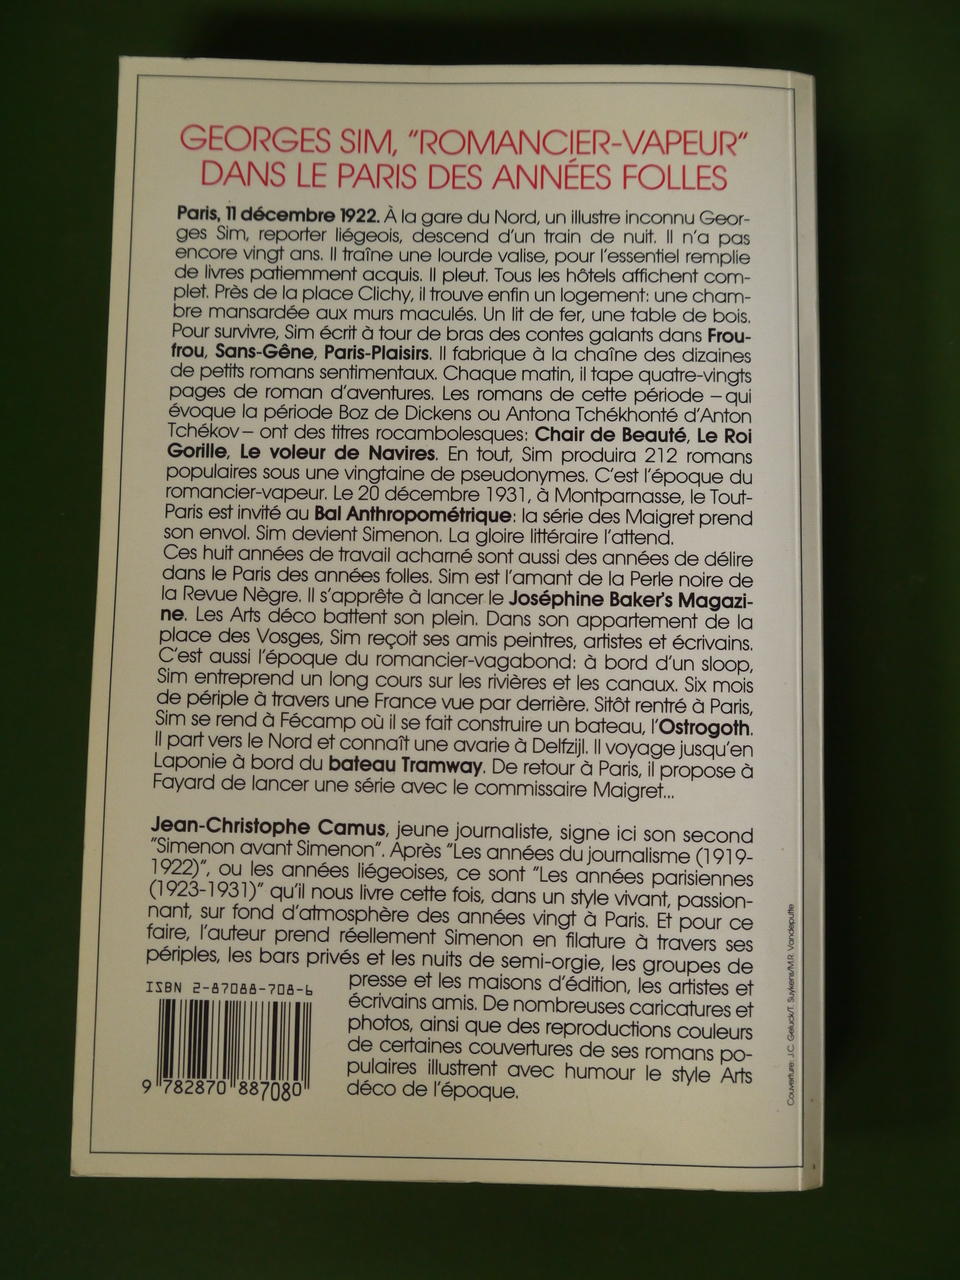 GEORGES SIM, "ROMANCIER-VAPEUR"
DANS LE PARIS DES ANNÉES FOLLES
Paris, 11 décembre 1922. À la gare du Nord, un illustre inconnu Geor-
ges Sim, reporter liégeois, descend d'un train de nuit. Il n'a pas
encore vingt ans. Il traîne une lourde valise, pour l'essentiel remplie
de livres patiemment acquis. Il pleut. Tous les hôtels affichent com-
plet. Près de la place Clichy, il trouve enfin un logement: une cham-
bre mansardée aux murs maculés. Un lit de fer, une table de bois.
Pour survivre, Sim écrit à tour de bras des contes galants dans Frou-
frou, Sans-Gêne, Paris-Plaisirs. Il fabrique à la chaîne des dizaines
de petits romans sentimentaux. Chaque matin, il tape quatre-vingts
pages de roman d'aventures. Les romans de cette période – qui
évoque la période Boz de Dickens ou Antona Tchékhonté d'Anton
Tchékov – ont des titres rocambolesques: Chair de Beauté, Le Roi
Gorille, Le voleur de Navires. En tout, Sim produira 212 romans
populaires sous une vingtaine de pseudonymes. C'est l'époque du
romancier-vapeur. Le 20 décembre 1931, à Montparnasse, le Tout-
Paris est invité au Bal Anthropométrique: la série des Maigret prend
son envol. Sim devient Simenon. La gloire littéraire l'attend.
Ces huit années de travail acharné sont aussi des années de délire
dans le Paris des années folles. Sim est l'amant de la Perle noire de
la Revue Nègre. Il s'apprête à lancer le Joséphine Baker's Magazi-
ne. Les Arts déco battent son plein. Dans son appartement de la
place des Vosges, Sim reçoit ses amis peintres, artistes et écrivains.
C'est aussi l'époque du romancier-vagabond: à bord d'un sloop,
Sim entreprend un long cours sur les rivières et les canaux. Six mois
de périple à travers une France vue par derrière. Sitôt rentré à Paris,
Sim se rend à Fécamp où il se fait construire un bateau, l'Ostrogoth.
Il part vers le Nord et connaît une avarie à Delfzijl. Il voyage jusqu'en
Laponie à bord du bateau Tramway. De retour à Paris, il propose à
Fayard de lancer une série avec le commissaire Maigret...
Jean-Christophe Camus, jeune journaliste, signe ici son second
"Simenon avant Simenon". Après "Les années du journalisme (1919-
1922)", ou les années liégeoises, ce sont "Les années parisiennes
(1923-1931)" qu'il nous livre cette fois, dans un style vivant, passion-
nant, sur fond d'atmosphère des années vingt à Paris. Et pour ce
faire, l'auteur prend réellement Simenon en filature à travers ses
périples, les bars privés et les nuits de semi-orgie, les groupes de
presse et les maisons d'édition, les artistes et
écrivains amis. De nombreuses caricatures et
photos, ainsi que des reproductions couleurs
de certaines couvertures de ses romans po-
pulaires illustrent avec humour le style Arts
déco de l'époque.
ISBN 2-87088-708-6
9 782870 887080
Couverture: J.C. Geluck/T. Suykens/M.R. Vandeputte